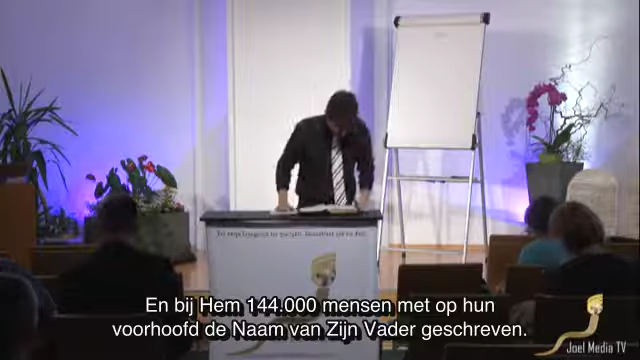 En bij Hem 144.000 mensen met op hun
voorhoofd de Naam van Zijn Vader geschreven.
Joel Media TV